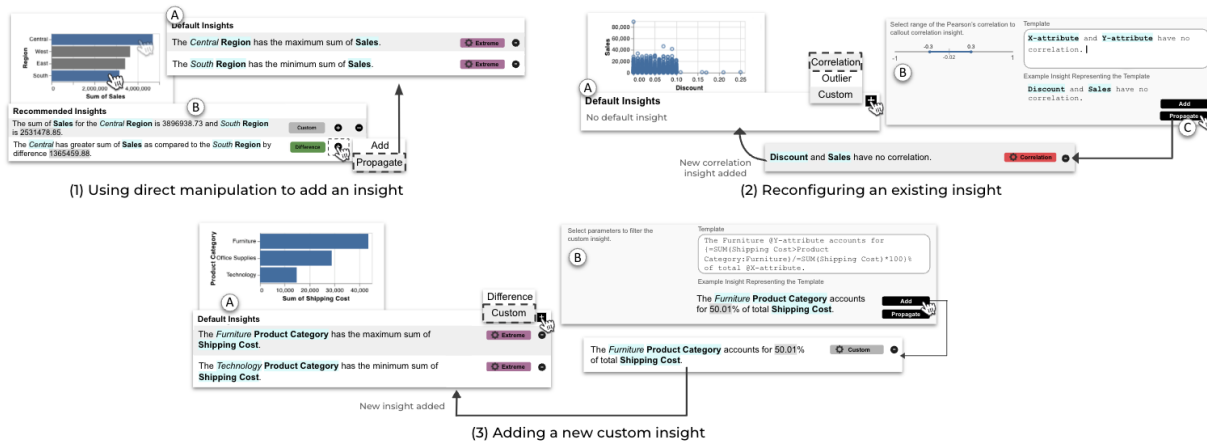 A
Default Insights
The Central Region has the maximum sum of Sales.
Extreme
The South Region has the minimum sum of Sales.
Extreme
Region
Central
West
East
South
0
2,000,000
4,000,000
Sum of Sales
B
Recommended Insights
The sum of Sales for the Central Region is 3896938.73 and South Region
is 2531478.85.
Custom
The Central has greater sum of Sales as compared to the South Region by
difference 1365459.88.
Difference
Add
Propagate
(1) Using direct manipulation to add an insight
Sales
80,000
60,000
40,000
20,000
0
0.00
0.05
0.10
0.15
0.20
0.25
Discount
A
Default Insights
No default insight
Correlation
Outlier
Custom
Select range of the Pearson's correlation to
callout correlation insight.
-0.3
0.3
-1
-0.02
1
B
Template
X-attribute and Y-attribute have no
correlation.
Example Insight Representing the Template
Discount and Sales have no
correlation.
Add
Propagate
C
New correlation
insight added
Discount and Sales have no correlation.
Correlation
(2) Reconfiguring an existing insight
Product Category
Furniture
Office Supplies
Technology
0
10,000
20,000
30,000
40,000
Sum of Shipping Cost
A
Default Insights
The Furniture Product Category has the maximum sum of
Shipping Cost.
Extreme
The Technology Product Category has the minimum sum of
Shipping Cost.
Extreme
Difference
Custom
Select parameters to filter the
custom insight.
B
Template
The Furniture @Y-attribute accounts for
{=SUM(Shipping Cost>Product
Category:Furniture)/=SUM(Shipping Cost)*100}%
of total @X-attribute.
Example Insight Representing the Template
The Furniture Product Category accounts
for 50.01% of total Shipping Cost.
Add
Propagate
The Furniture Product Category accounts for 50.01%
of total Shipping Cost.
Custom
New insight added
(3) Adding a new custom insight